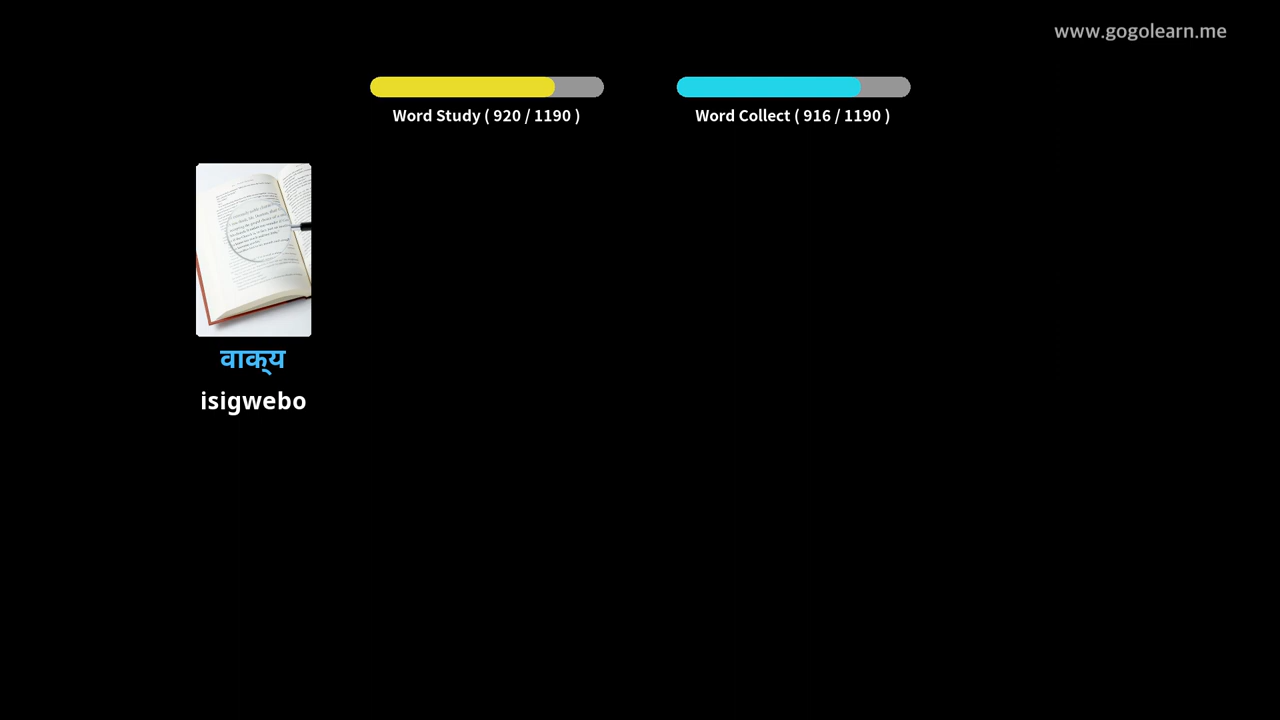 www.gogolearn.me
Word Study ( 920 / 1190 )
Word Collect ( 916 / 1190 )
वाक्य
isigwebo